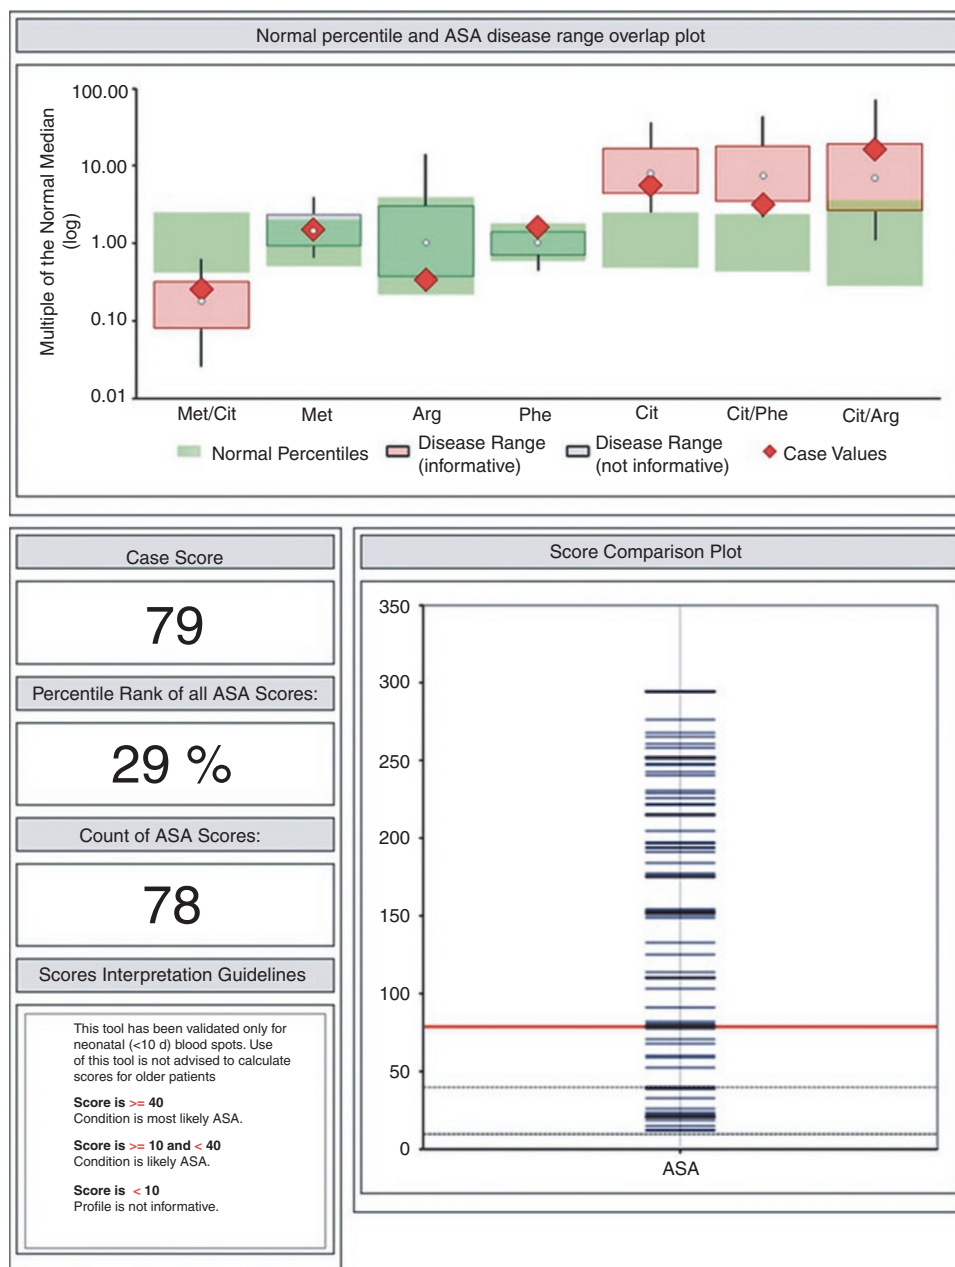 Normal percentile and ASA disease range overlap plot
Multiple of the Normal Median
(log)
100.00
10.00
1.00
0.10
0.01
Met/Cit Met Arg Phe Cit Cit/Phe Cit/Arg
Normal Percentiles
Disease Range
(informative)
Disease Range
(not informative)
Case Values
Case Score
79
Percentile Rank of all ASA Scores:
29 %
Count of ASA Scores:
78
Scores Interpretation Guidelines
This tool has been validated only for
neonatal (<10 d) blood spots. Use
of this tool is not advised to calculate
scores for older patients
Score is >= 40
Condition is most likely ASA.
Score is >= 10 and < 40
Condition is likely ASA.
Score is < 10
Profile is not informative.
Score Comparison Plot
350
300
250
200
150
100
50
0
ASA